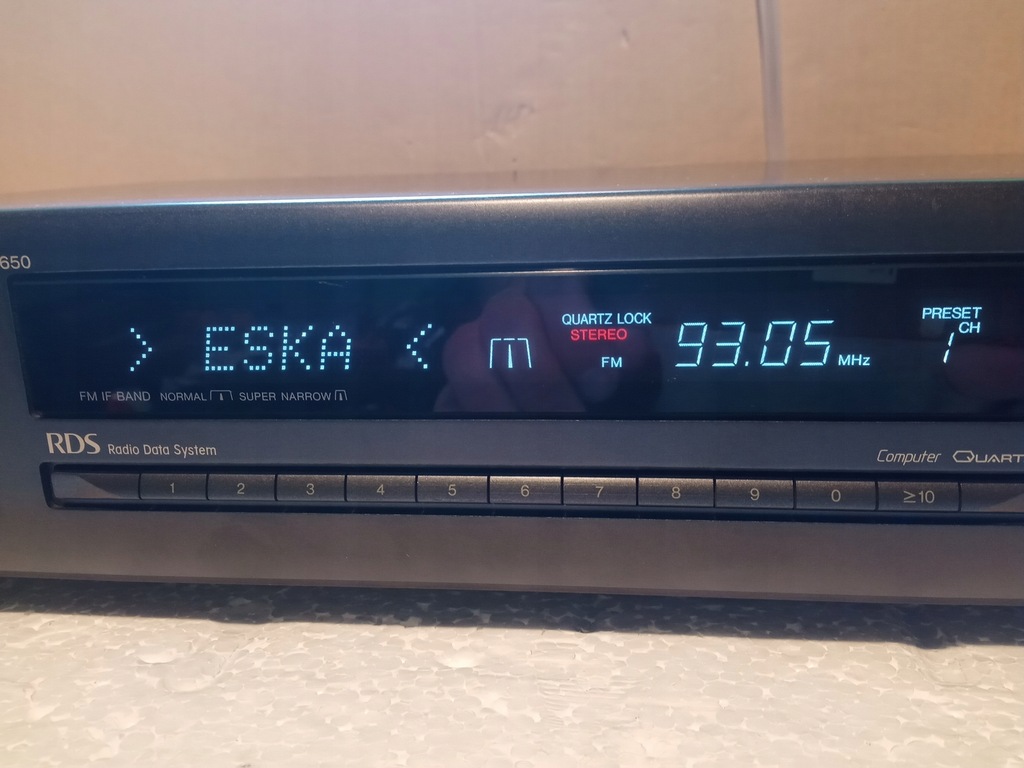 650
> ESKA <
QUARTZ LOCK
STEREO
FM
93.05 MHz
PRESET
CH
1
FM IF BAND NORMAL SUPER NARROW
RDS Radio Data System
Computer QUART
1 2 3 4 5 6 7 8 9 0 ≥10